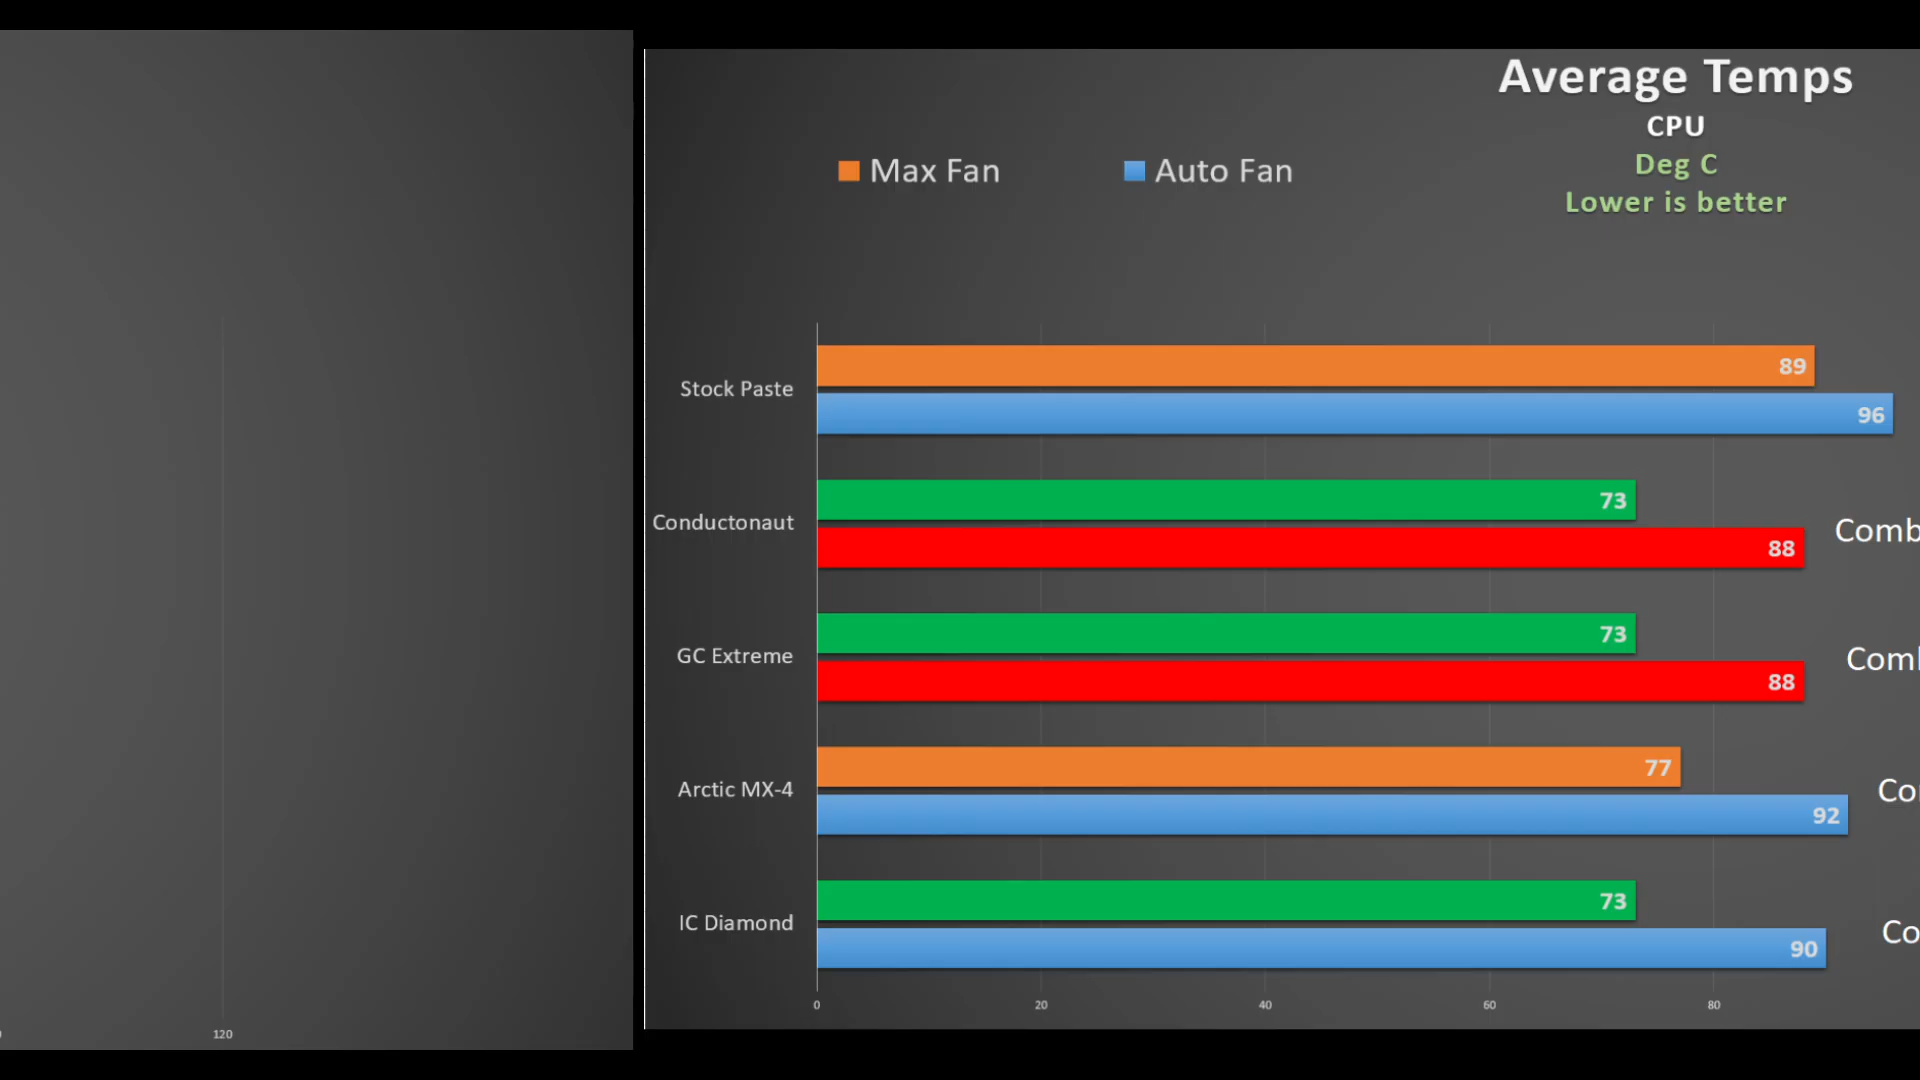 Average Temps
CPU
Deg C
Lower is better
Max Fan
Auto Fan
Stock Paste
89
96
Conductonaut
73
88
GC Extreme
73
88
Arctic MX-4
77
92
IC Diamond
73
90
0 20 40 60 80
120